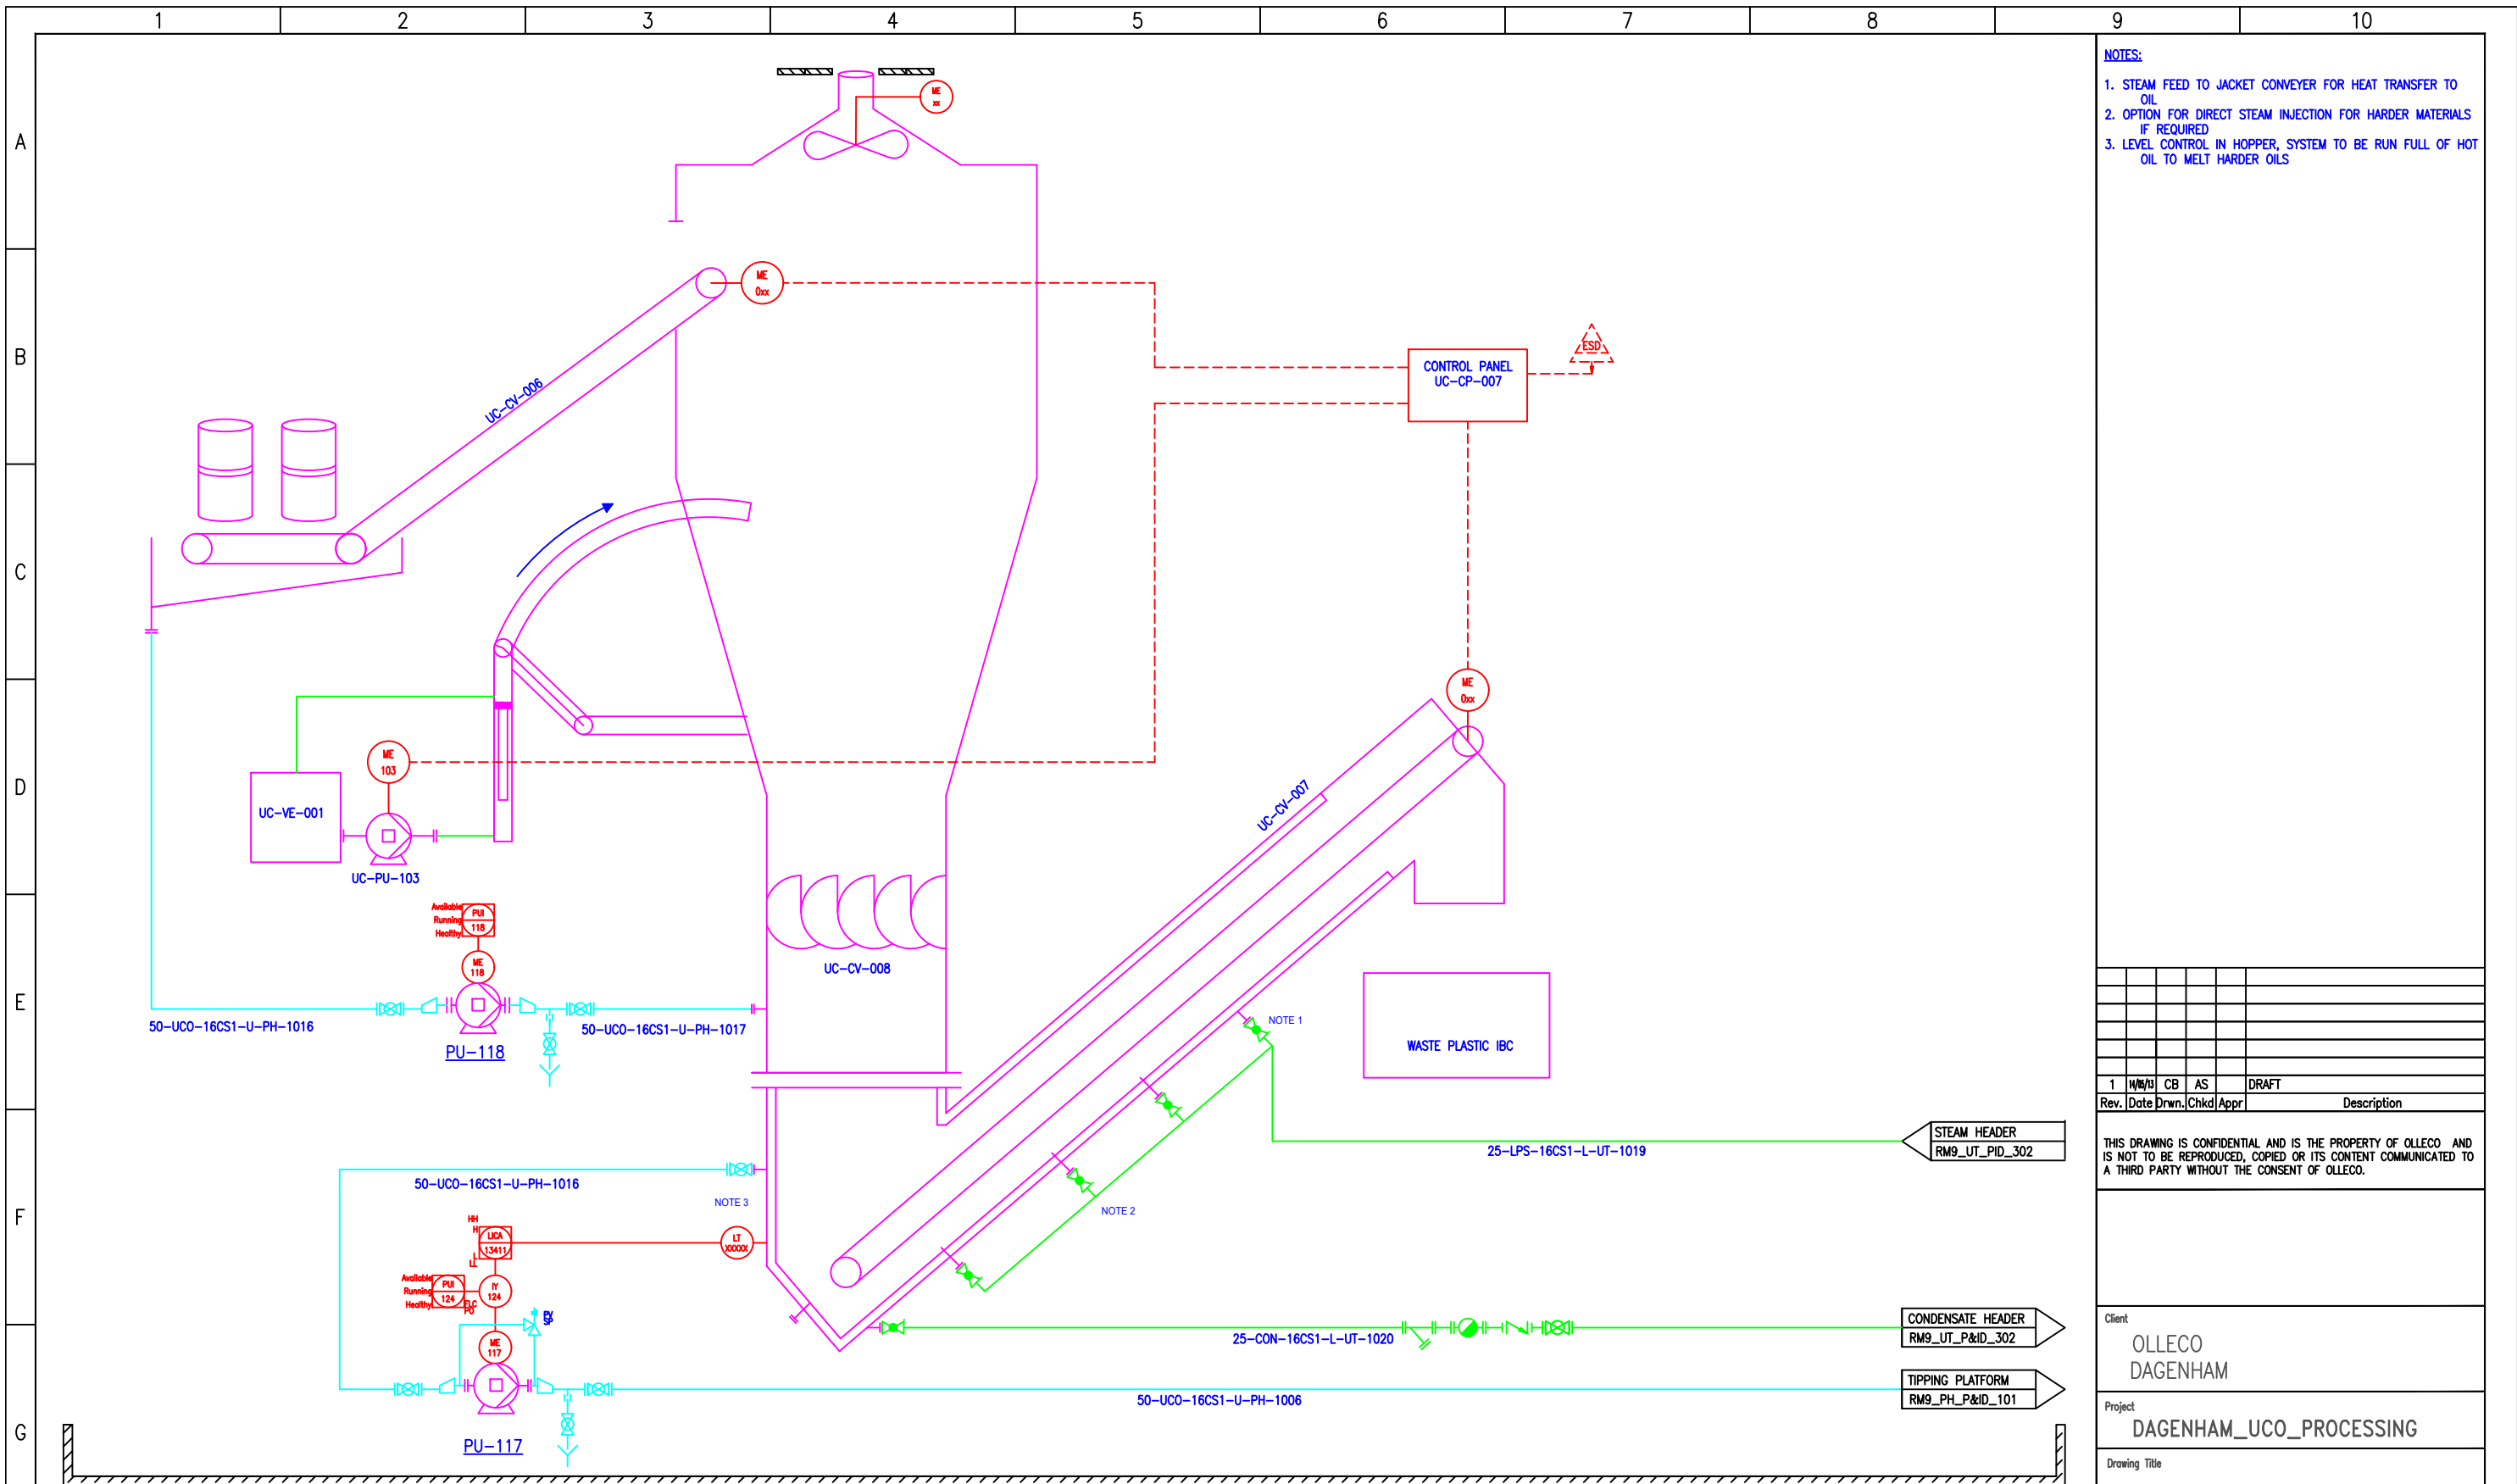 1 2 3 4 5 6 7 8 9 10
A
B
C
D
E
F
G
NOTES:
1. STEAM FEED TO JACKET CONVEYER FOR HEAT TRANSFER TO
OIL
2. OPTION FOR DIRECT STEAM INJECTION FOR HARDER MATERIALS
IF REQUIRED
3. LEVEL CONTROL IN HOPPER, SYSTEM TO BE RUN FULL OF HOT
OIL TO MELT HARDER OILS
ME
xx
ME
0xx
UC-CV-006
CONTROL PANEL
UC-CP-007
ESD
ME
0xx
ME
103
UC-VE-001
UC-PU-103
UC-CV-007
Available
Running
Healthy
PUI
118
ME
118
UC-CV-008
50-UCO-16CS1-U-PH-1016
50-UCO-16CS1-U-PH-1017
PU-118
NOTE 1
WASTE PLASTIC IBC
25-LPS-16CS1-L-UT-1019
STEAM HEADER
RM9_UT_PID_302
50-UCO-16CS1-U-PH-1016
NOTE 3
NOTE 2
HH
H
L
LL
LICA
13411
LT
XXXXX
Available
Running
Healthy
PUI
124
IY
124
ME
117
25-CON-16CS1-L-UT-1020
CONDENSATE HEADER
RM9_UT_P&ID_302
50-UCO-16CS1-U-PH-1006
TIPPING PLATFORM
RM9_PH_P&ID_101
PU-117
1 CB AS DRAFT
Rev. Date Drwn. Chkd Appr Description
THIS DRAWING IS CONFIDENTIAL AND IS THE PROPERTY OF OLLECO AND
IS NOT TO BE REPRODUCED, COPIED OR ITS CONTENT COMMUNICATED TO
A THIRD PARTY WITHOUT THE CONSENT OF OLLECO.
Client
OLLECO
DAGENHAM
Project
DAGENHAM_UCO_PROCESSING
Drawing Title